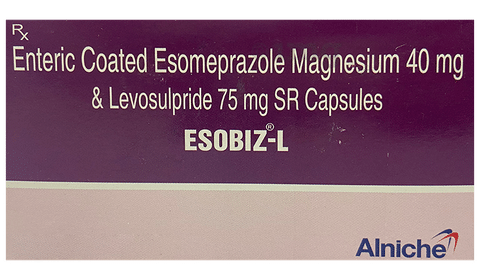 Rx
Enteric Coated Esomeprazole Magnesium 40 mg
& Levosulpride 75 mg SR Capsules
ESOBIZ®-L
Alniche